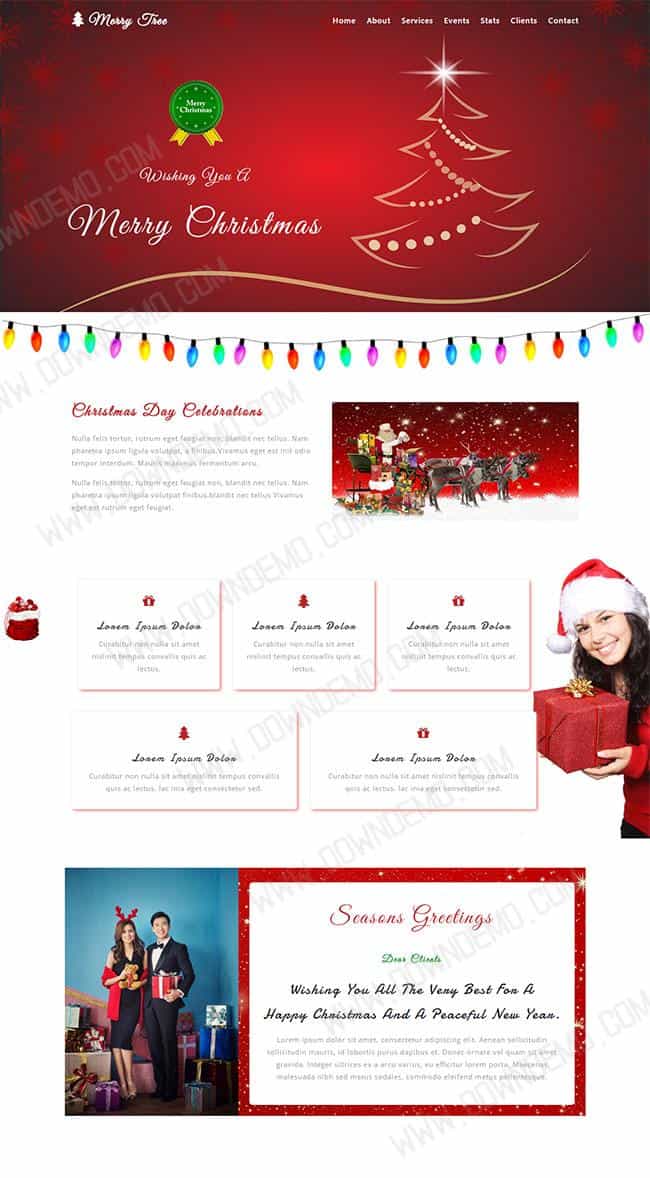 Merry Tree
Home About Services Events Stats Clients Contact
Merry
Christmas
Wishing You A
Merry Christmas
Christmas Day Celebrations
Nulla felis tortor, rutrum eget feugiat non, blandit nec tellus. Nam
pharetra ipsum ligula volutpat, a finibus.Vivamus eget est nisl odio
tempor interdum. Mauris maximus fermentum arcu.
Nulla felis tortor, rutrum eget feugiat non, blandit nec tellus. Nam
pharetra ipsum ligula volutpat finibus.blandit nec tellus Vivamus
eget est rutrum eget feugiat.
Lorem Ipsum Dolor
Curabitur non nulla sit amet
nislinit tempus convallis quis ac
lectus.
Lorem Ipsum Dolor
Curabitur non nulla sit amet
nislinit tempus convallis quis ac
lectus.
Lorem Ipsum Dolor
Curabitur non nulla sit amet
nislinit tempus convallis quis ac
lectus.
Lorem Ipsum Dolor
Curabitur non nulla sit amet nislinit tempus convallis
quis ac lectus. lac inia eget consectetur sed.
Lorem Ipsum Dolor
Curabitur non nulla sit amet nislinit tempus convallis
quis ac lectus. lac inia eget consectetur sed.
Seasons Greetings
Dear Clients
Wishing You All The Very Best For A
Happy Christmas And A Peaceful New Year.
Lorem ipsum dolor sit amet, consectetur adipiscing elit. Aenean sollicitudin
sollicitudin mauris, id lobortis purus dapibus et. Donec ornare vel quam sit amet
gravida. Integer ultrices ex a arcu varius, eu efficitur lorem porta. Maecenas
malesuada nibh sed metus sodales, commodo eleifend metus pellentesque.
WWW.DOWNDEMO.COM